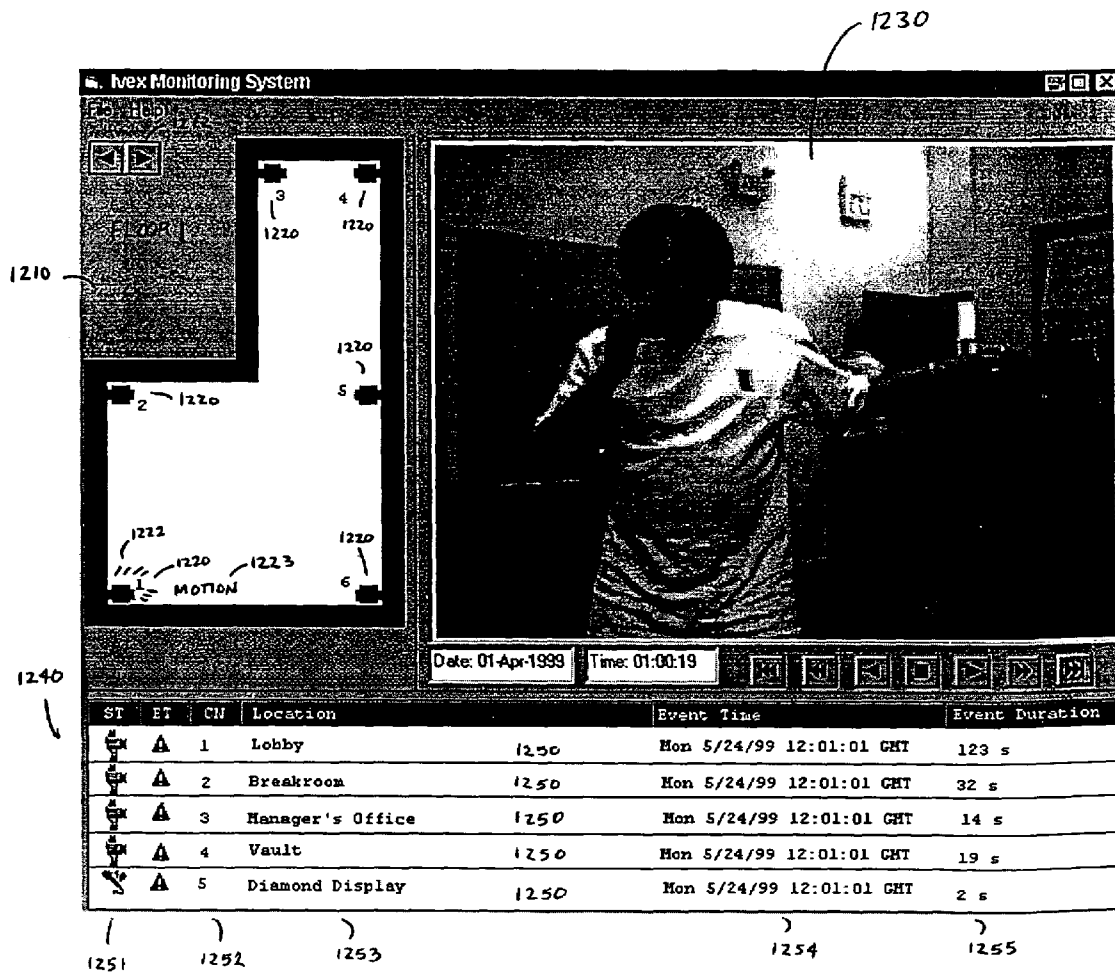 1230
Ivex Monitoring System
Help
FLOOR 1
1210
3
4
1220
1220
1220
5
2
1220
1222
1220
1223
1220
1
MOTION
6
Date: 01-Apr-1999
Time: 01:00:19
1240
ST ET CN Location Event Time Event Duration
1 Lobby 1250 Mon 5/24/99 12:01:01 GMT 123 s
2 Breakroom 1250 Mon 5/24/99 12:01:01 GMT 32 s
3 Manager's Office 1250 Mon 5/24/99 12:01:01 GMT 14 s
4 Vault 1250 Mon 5/24/99 12:01:01 GMT 19 s
5 Diamond Display 1250 Mon 5/24/99 12:01:01 GMT 2 s
1251
1252
1253
1254
1255